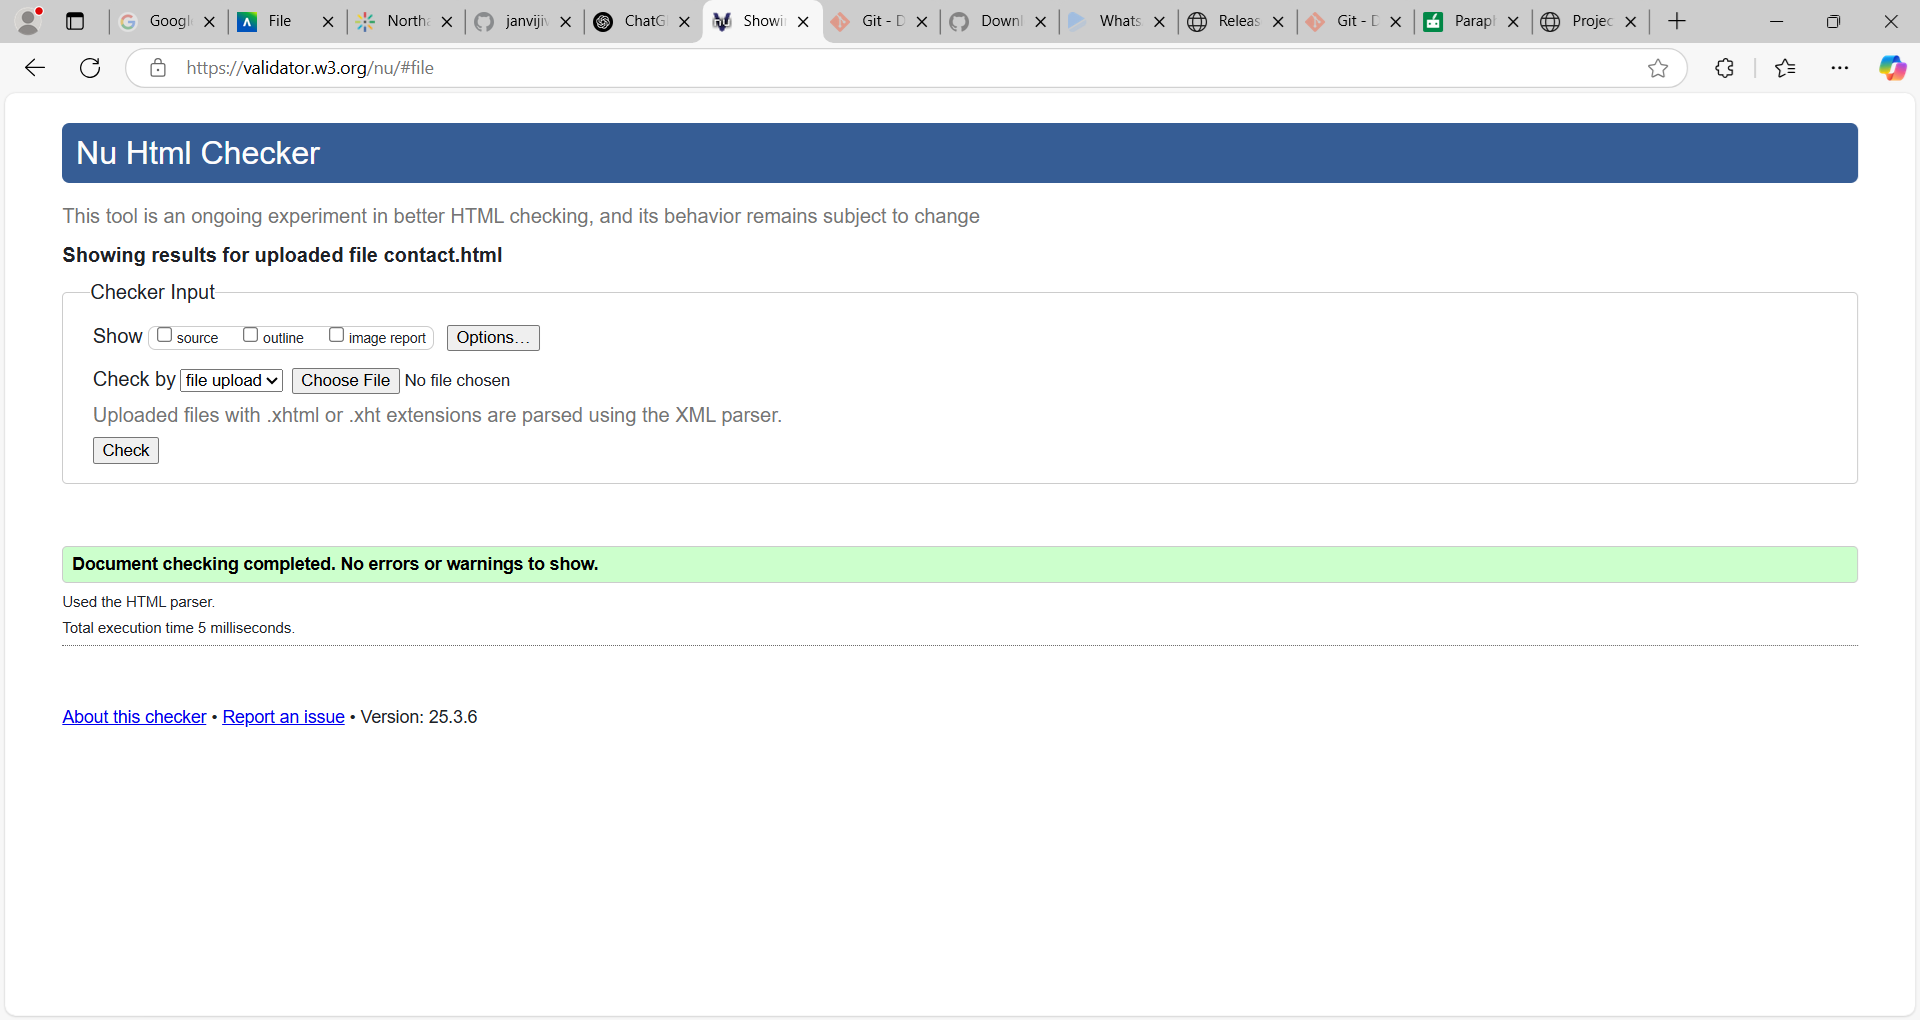 Google
File
North
janviji
ChatG
Showi
Git - D
Downl
Whats
Releas
Git - D
Parap
Projec
https://validator.w3.org/nu/#file
Nu Html Checker
This tool is an ongoing experiment in better HTML checking, and its behavior remains subject to change
Showing results for uploaded file contact.html
Checker Input
Show source outline image report Options…
Check by file upload Choose File No file chosen
Uploaded files with .xhtml or .xht extensions are parsed using the XML parser.
Check
Document checking completed. No errors or warnings to show.
Used the HTML parser.
Total execution time 5 milliseconds.
About this checker • Report an issue • Version: 25.3.6